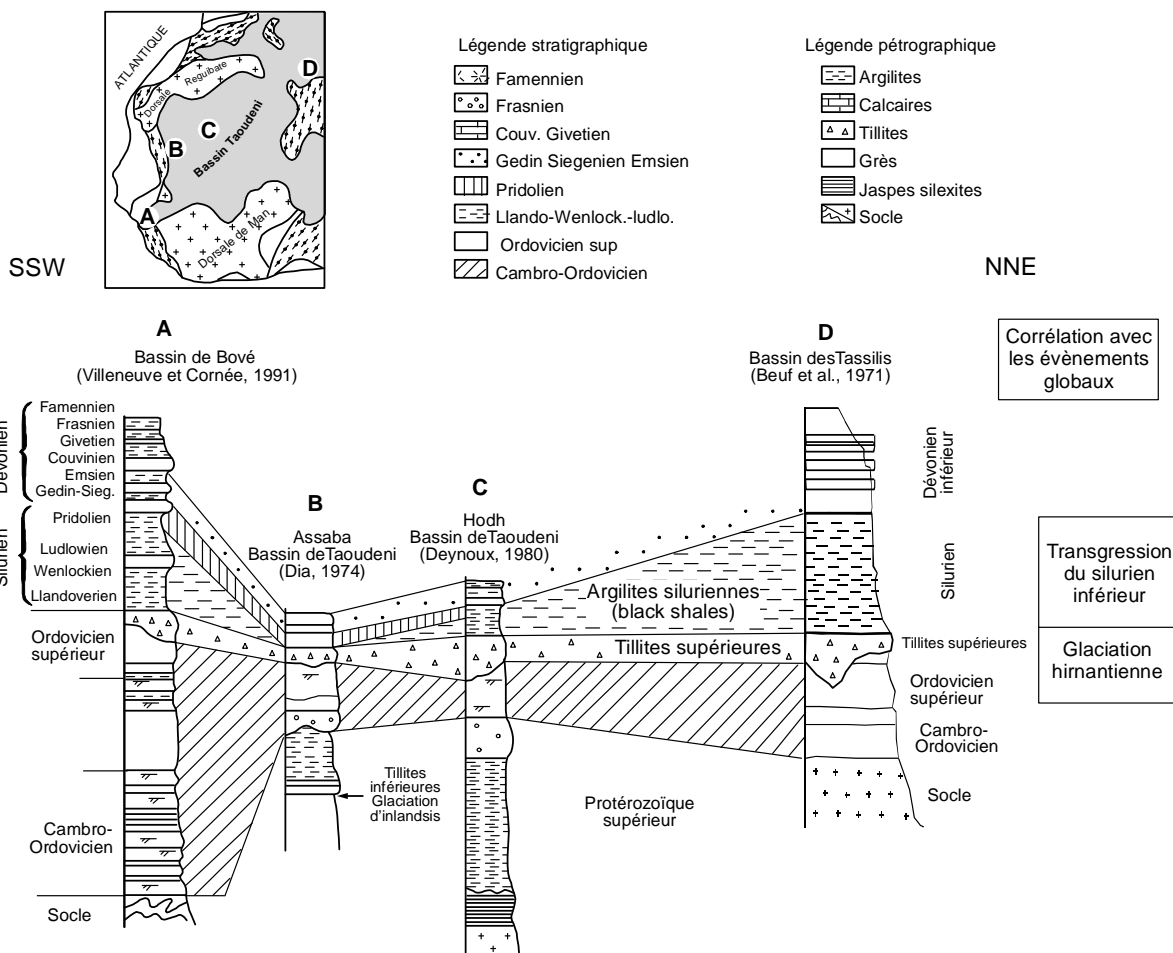 ATLANTIQUE
Dorsale Reguibate
Bassin Taoudeni
Dorsale de Man
A
B
C
D
Légende stratigraphique
Famennien
Frasnien
Couv. Givetien
Gedin Siegenien Emsien
Pridolien
Llando-Wenlock.-ludlo.
Ordovicien sup
Cambro-Ordovicien
Légende pétrographique
Argilites
Calcaires
Tillites
Grès
Jaspes silexites
Socle
SSW
NNE
A
Bassin de Bové
(Villeneuve et Cornée, 1991)
B
Assaba
Bassin deTaoudeni
(Dia, 1974)
C
Hodh
Bassin deTaoudeni
(Deynoux, 1980)
D
Bassin desTassilis
(Beuf et al., 1971)
Corrélation avec
les évènements
globaux
Dévonien
Famennien
Frasnien
Givetien
Couvinien
Emsien
Gedin-Sieg.
Silurien
Pridolien
Ludlowien
Wenlockien
Llandoverien
Ordovicien
supérieur
Cambro-
Ordovicien
Socle
Tillites
inférieures
Glaciation
d'inlandsis
Argilites siluriennes
(black shales)
Tillites supérieures
Protérozoïque
supérieur
Dévonien
inférieur
Silurien
Tillites supérieures
Ordovicien
supérieur
Cambro-
Ordovicien
Socle
Transgression
du silurien
inférieur
Glaciation
hirnantienne